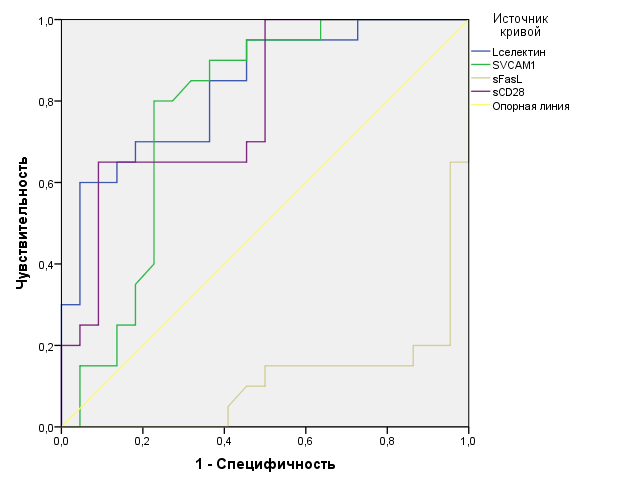 Источник
кривой
Lселектин
SVCAM1
sFasL
sCD28
Опорная линия
1,0
0,8
0,6
0,4
0,2
0,0
Чувствительность
0,0 0,2 0,4 0,6 0,8 1,0
1 - Специфичность